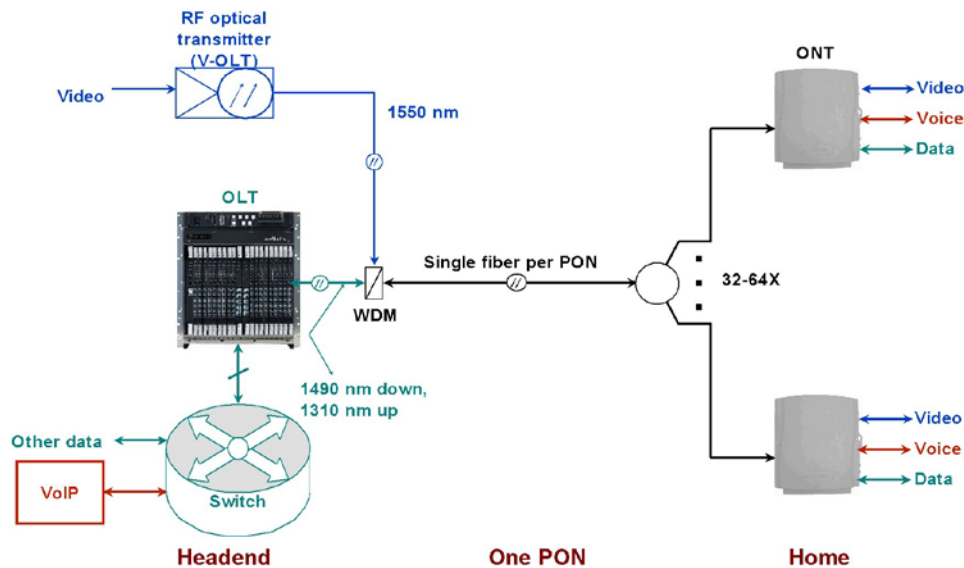 RF optical
transmitter
(V-OLT)
Video
1550 nm
ONT
Video
Voice
Data
OLT
Single fiber per PON
32-64X
WDM
1490 nm down,
1310 nm up
Other data
VoIP
Switch
Video
Voice
Data
Headend
One PON
Home